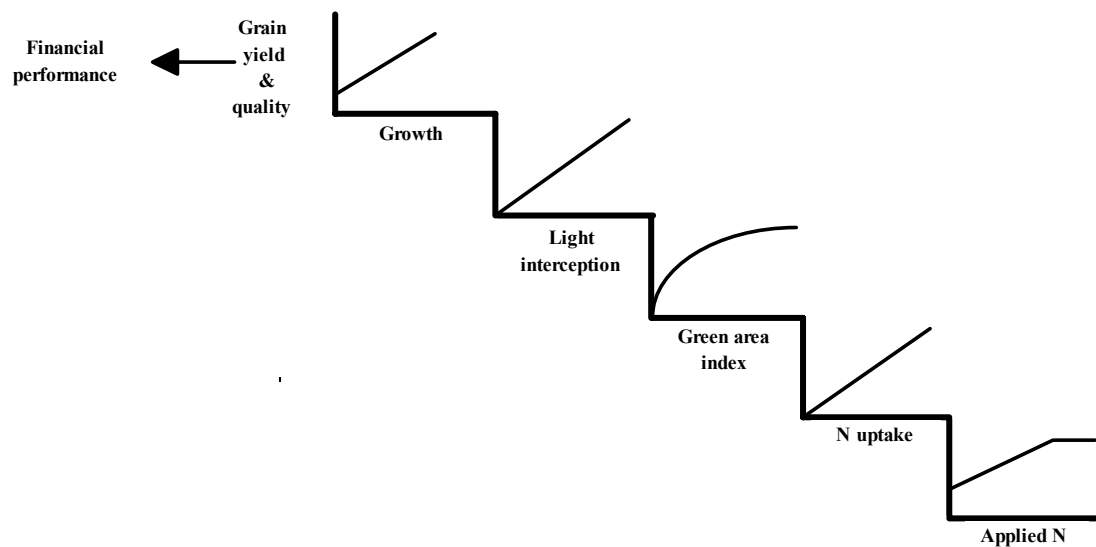 Financial
performance
Grain
yield
&
quality
Growth
Light
interception
Green area
index
N uptake
Applied N